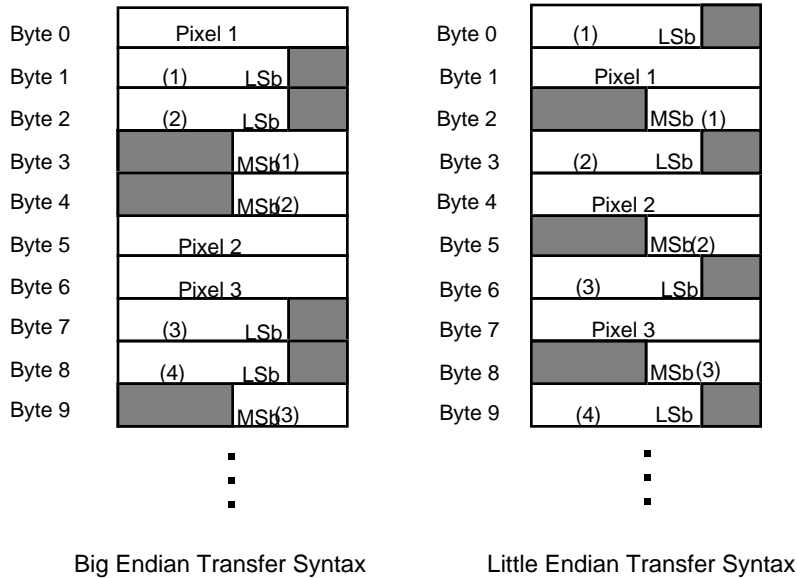 Byte 0 Pixel 1
Byte 1 (1) LSb
Byte 2 (2) LSb
Byte 3 MSb(1)
Byte 4 MSb(2)
Byte 5 Pixel 2
Byte 6 Pixel 3
Byte 7 (3) LSb
Byte 8 (4) LSb
Byte 9 MSb(3)
Big Endian Transfer Syntax
Byte 0 (1) LSb
Byte 1 Pixel 1
Byte 2 MSb (1)
Byte 3 (2) LSb
Byte 4 Pixel 2
Byte 5 MSb(2)
Byte 6 (3) LSb
Byte 7 Pixel 3
Byte 8 MSb (3)
Byte 9 (4) LSb
Little Endian Transfer Syntax